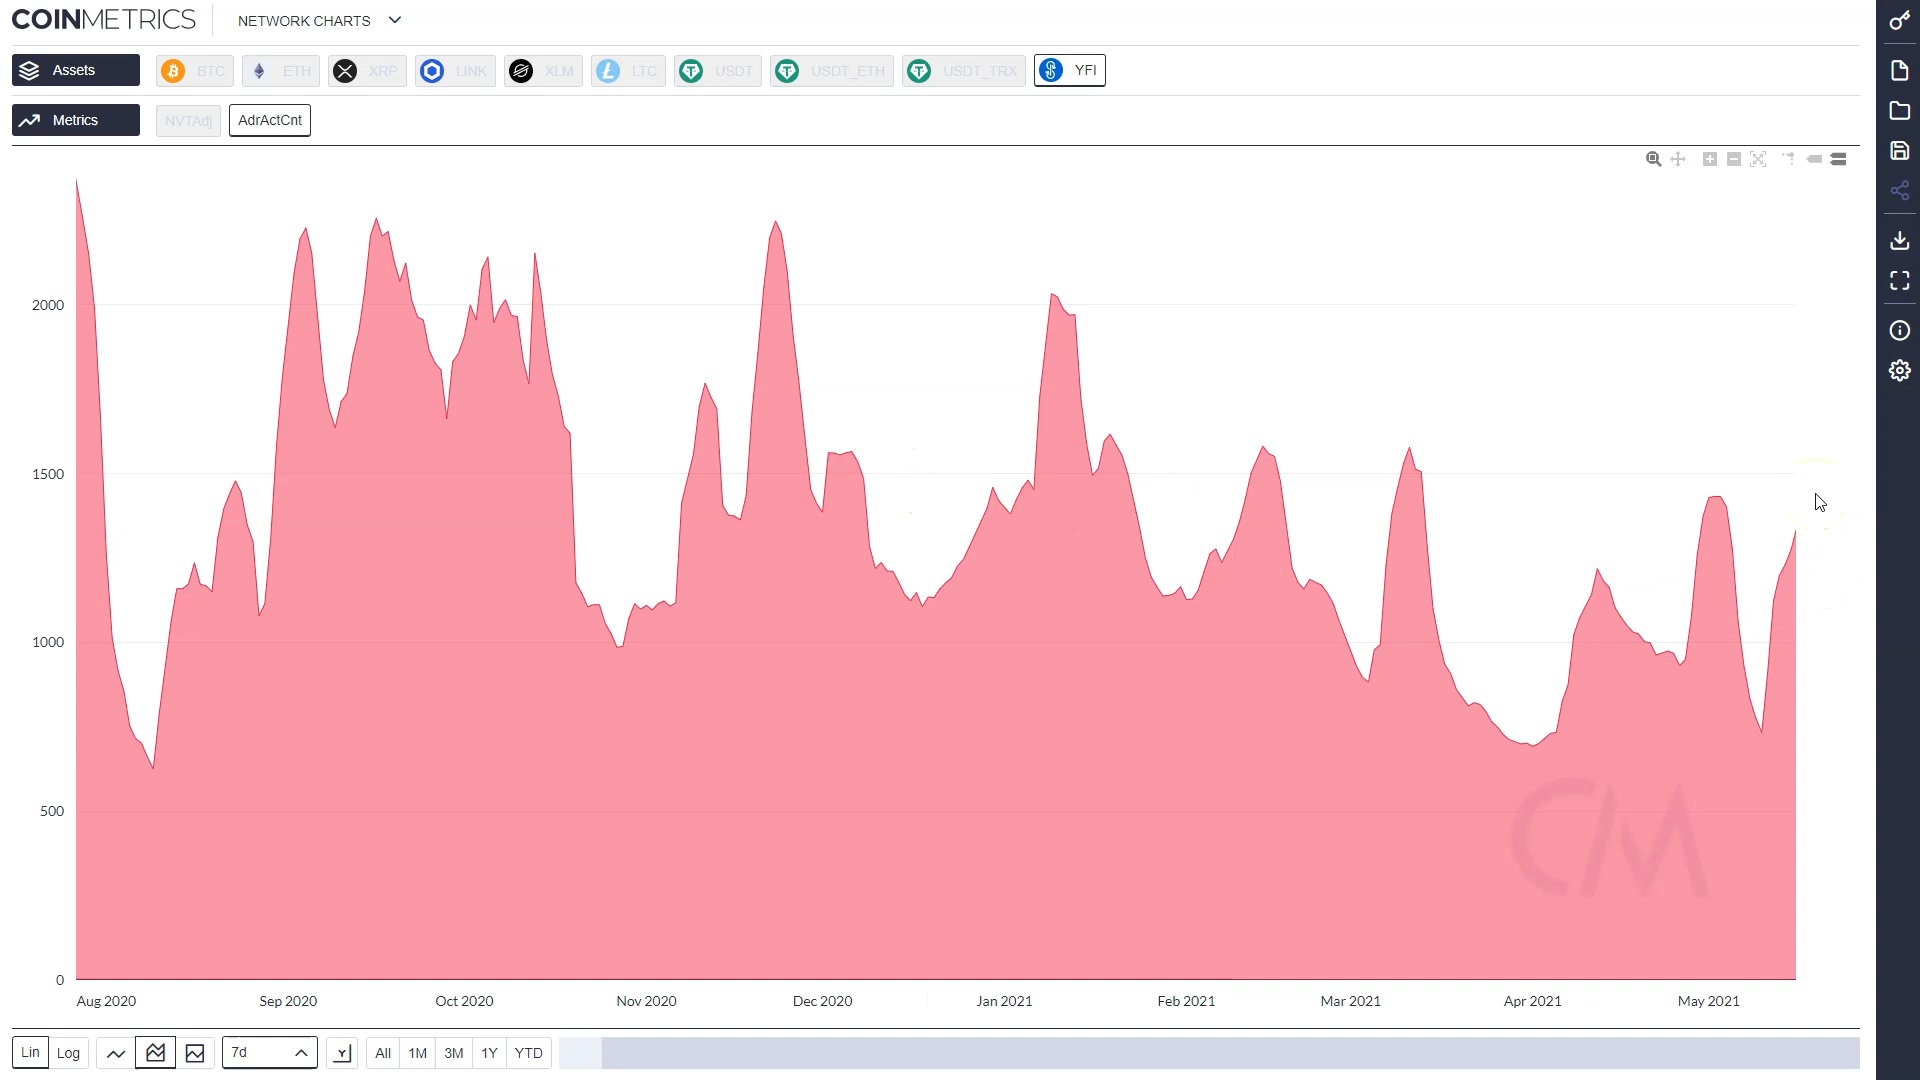 COINMETRICS NETWORK CHARTS
Assets BTC ETH XRP LINK XLM LTC USDT USDT_ETH USDT_TRX YFI
Metrics NVTAdj AdrActCnt
2000
1500
1000
500
0
CM
Aug 2020 Sep 2020 Oct 2020 Nov 2020 Dec 2020 Jan 2021 Feb 2021 Mar 2021 Apr 2021 May 2021
Lin Log 7d All 1M 3M 1Y YTD